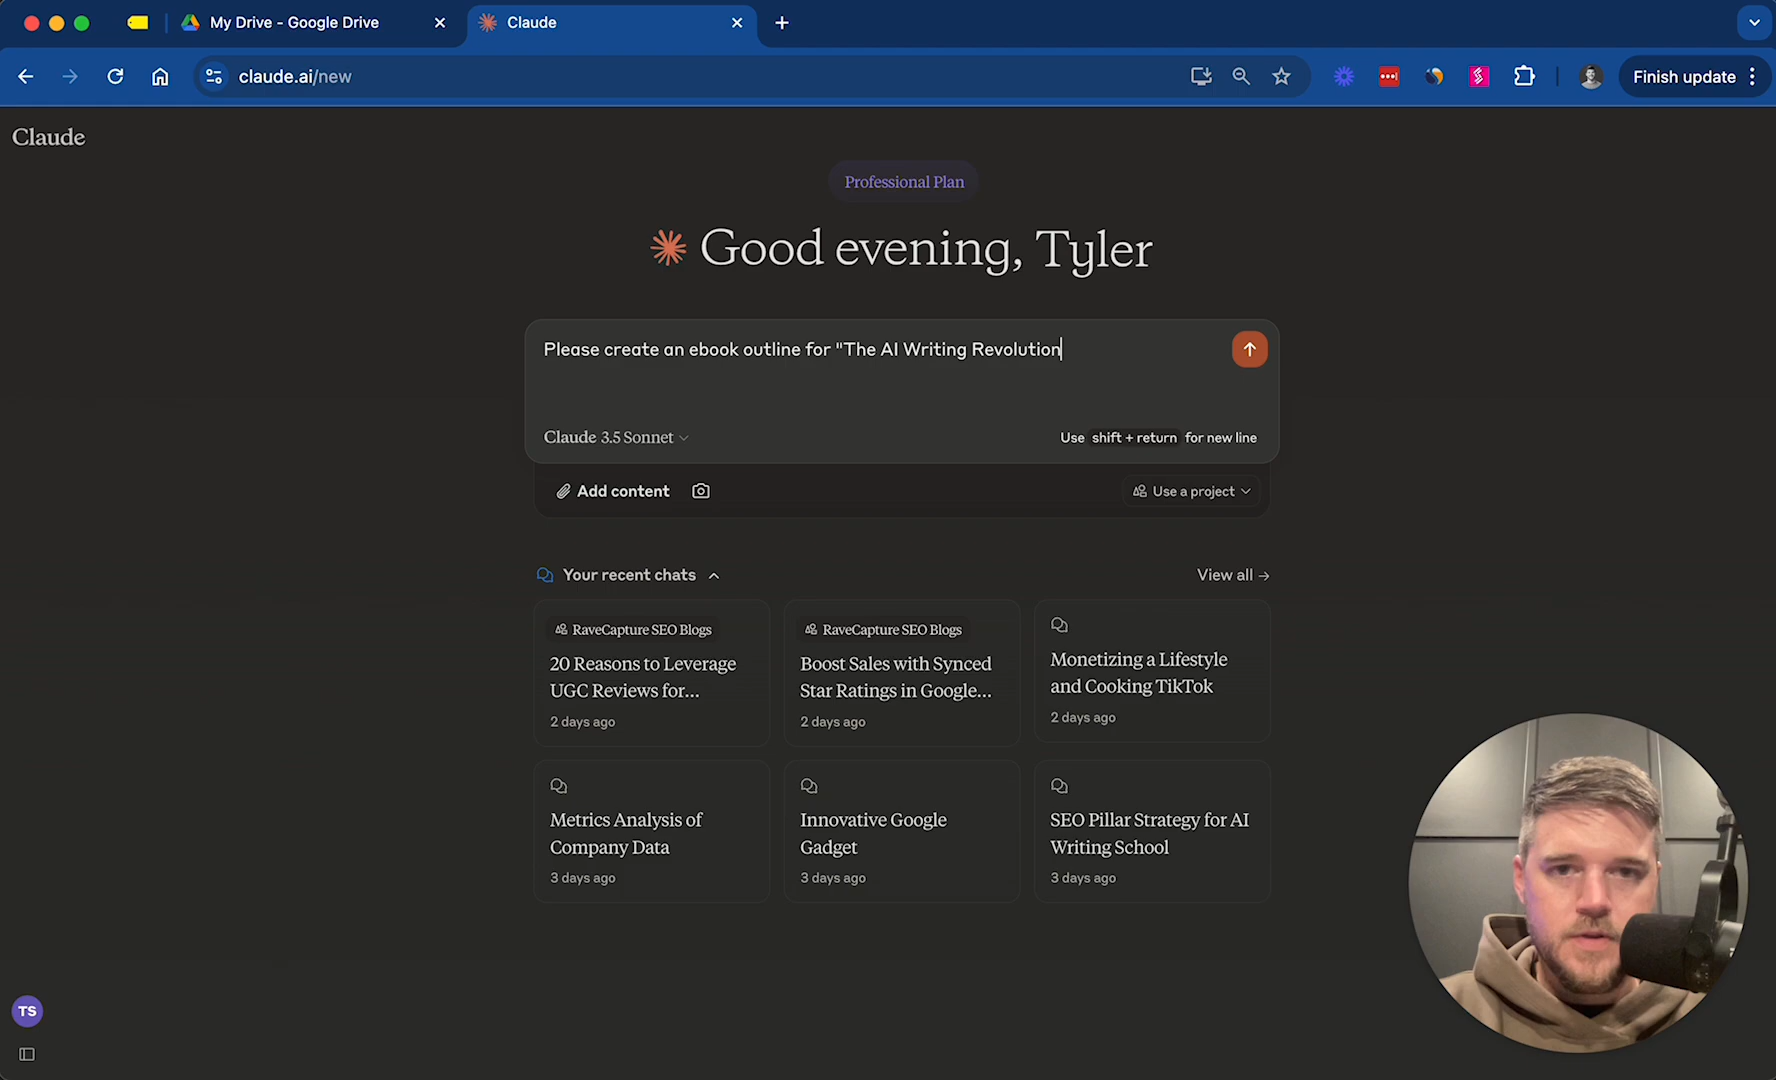 My Drive - Google Drive
Claude
claude.ai/new
Finish update
Claude
Professional Plan
Good evening, Tyler
Please create an ebook outline for "The AI Writing Revolution
Claude 3.5 Sonnet
Use shift + return for new line
Add content
Use a project
Your recent chats
View all →
RaveCapture SEO Blogs
20 Reasons to Leverage
UGC Reviews for...
2 days ago
RaveCapture SEO Blogs
Boost Sales with Synced
Star Ratings in Google...
2 days ago
Monetizing a Lifestyle
and Cooking TikTok
2 days ago
Metrics Analysis of
Company Data
3 days ago
Innovative Google
Gadget
3 days ago
SEO Pillar Strategy for AI
Writing School
3 days ago
TS